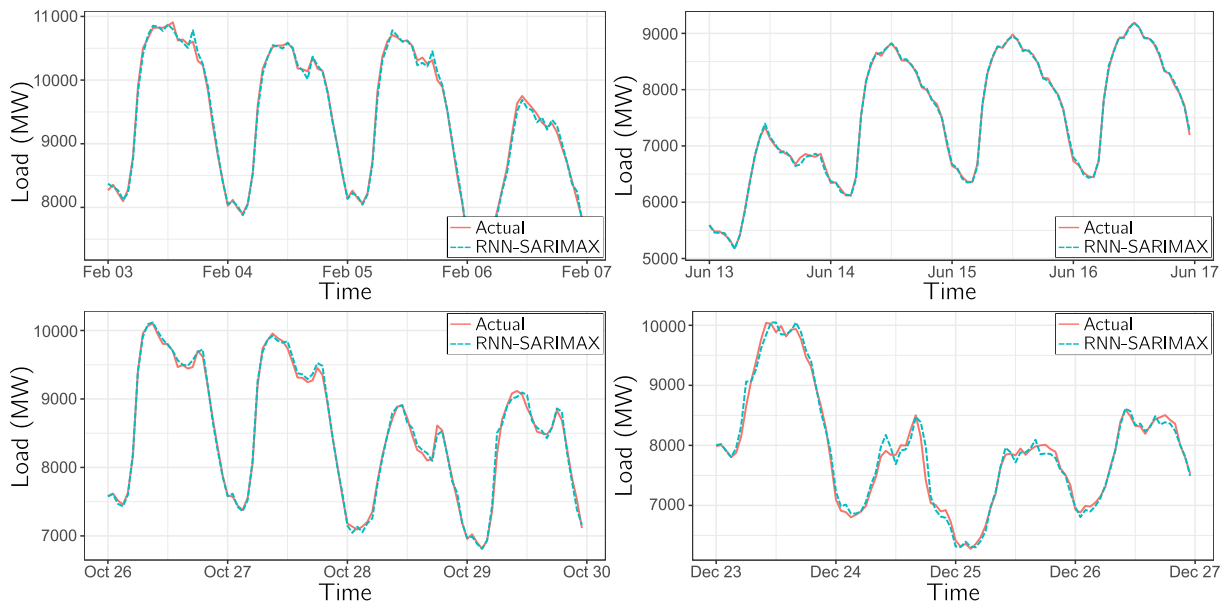 11000
10000
9000
8000
Load (MW)
Actual
RNN-SARIMAX
Feb 03
Feb 04
Feb 05
Feb 06
Feb 07
Time
9000
8000
7000
6000
5000
Load (MW)
Actual
RNN-SARIMAX
Jun 13
Jun 14
Jun 15
Jun 16
Jun 17
Time
10000
9000
8000
7000
Load (MW)
Actual
RNN-SARIMAX
Oct 26
Oct 27
Oct 28
Oct 29
Oct 30
Time
10000
9000
8000
7000
Load (MW)
Actual
RNN-SARIMAX
Dec 23
Dec 24
Dec 25
Dec 26
Dec 27
Time